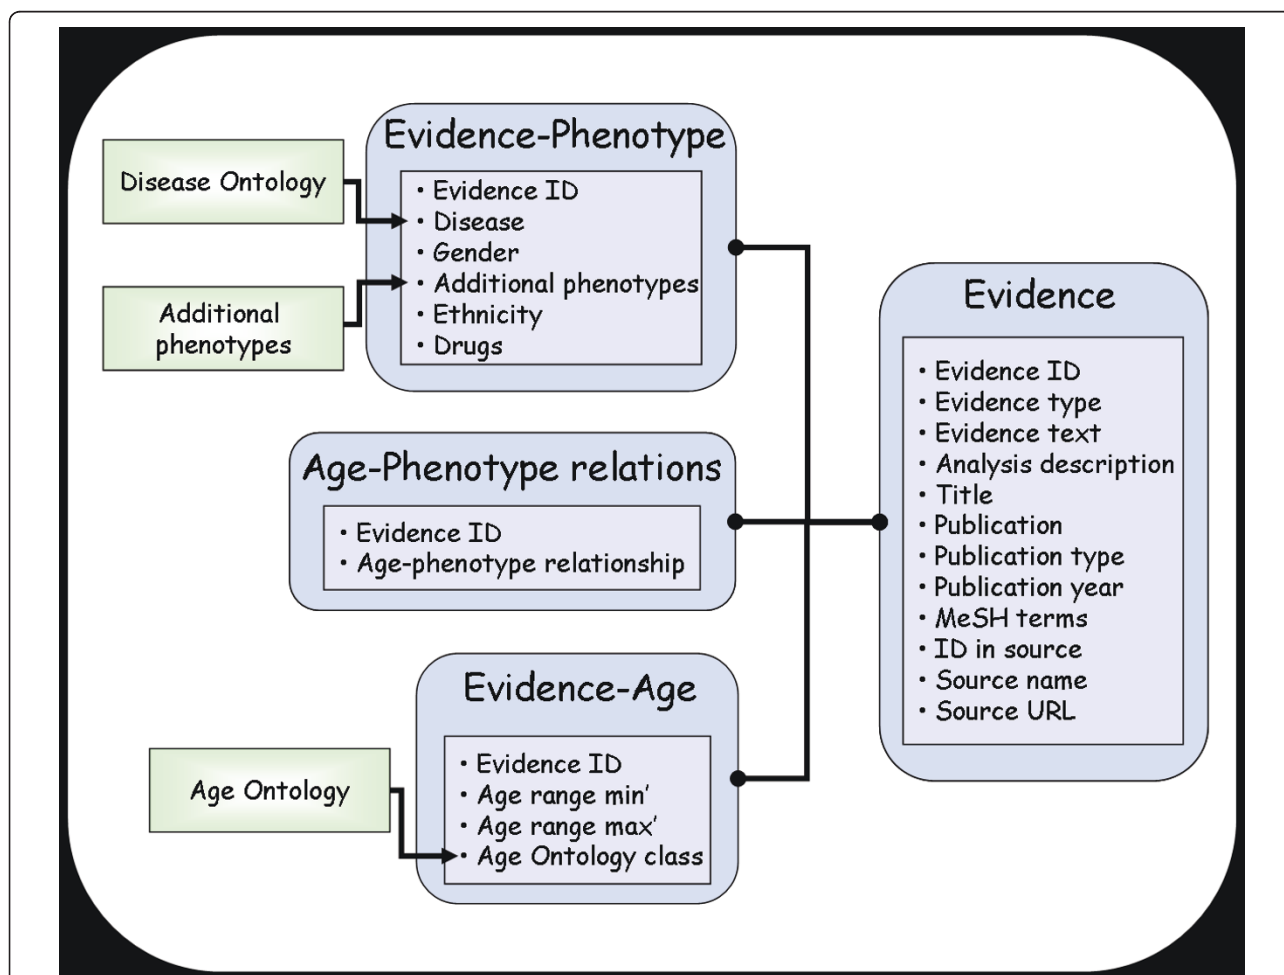 Evidence-Phenotype
Disease Ontology
• Evidence ID
• Disease
• Gender
• Additional phenotypes
• Ethnicity
• Drugs
Additional
phenotypes
Age-Phenotype relations
• Evidence ID
• Age-phenotype relationship
Evidence-Age
Age Ontology
• Evidence ID
• Age range min'
• Age range max'
• Age Ontology class
Evidence
• Evidence ID
• Evidence type
• Evidence text
• Analysis description
• Title
• Publication
• Publication type
• Publication year
• MeSH terms
• ID in source
• Source name
• Source URL